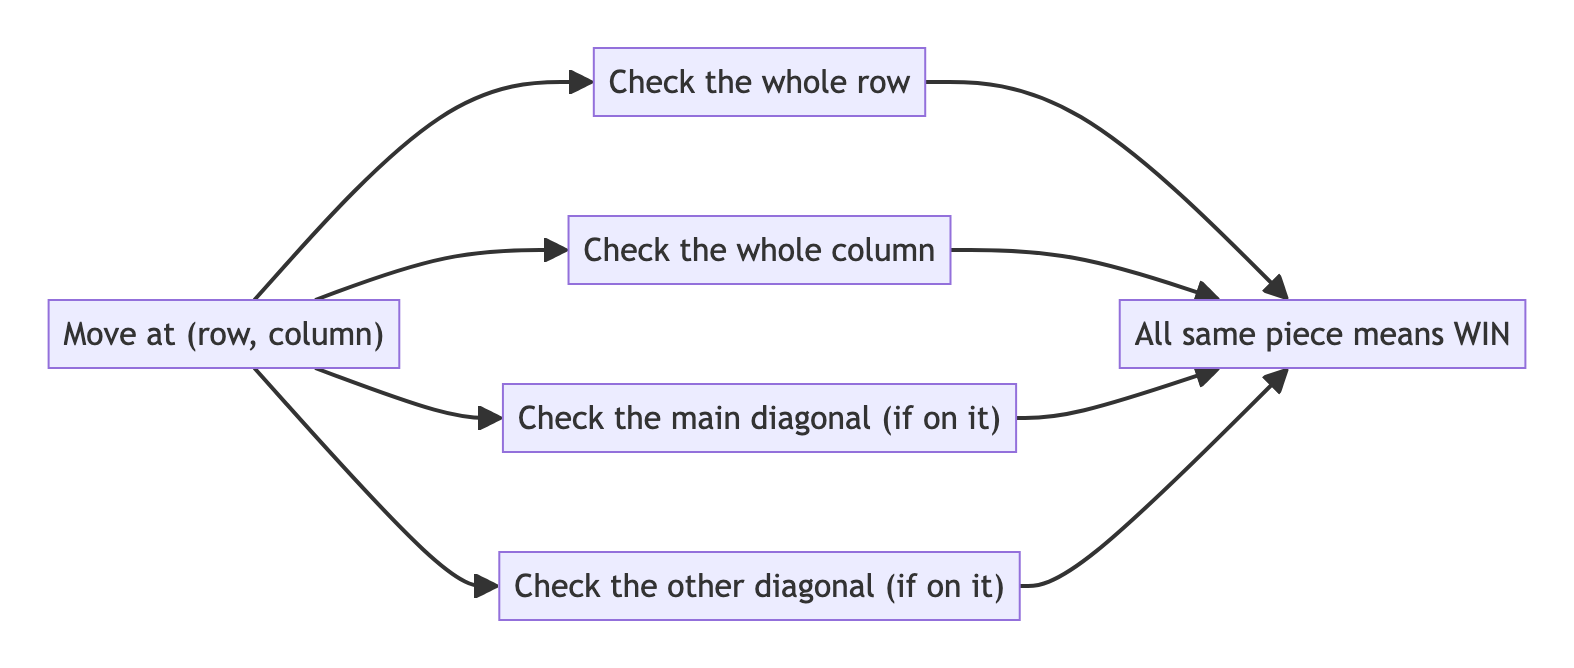 Check the whole row
Check the whole column
Move at (row, column)
All same piece means WIN
Check the main diagonal (if on it)
Check the other diagonal (if on it)